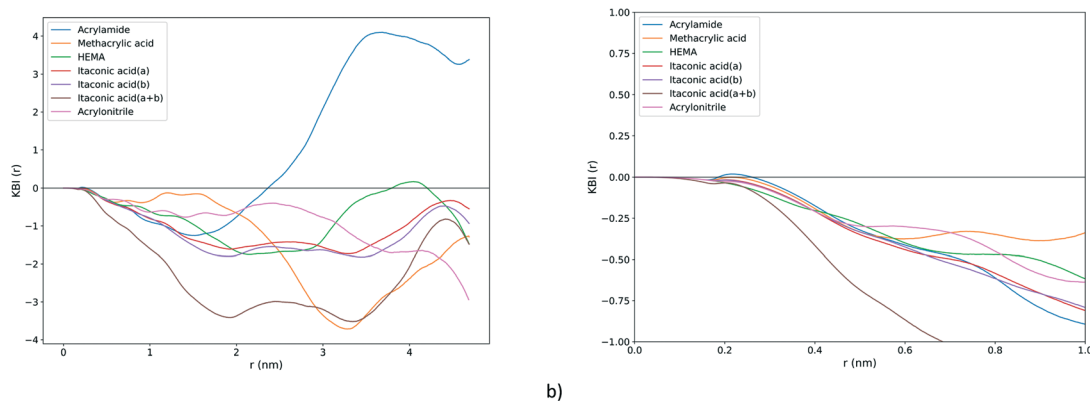 Acrylamide
Methacrylic acid
HEMA
Itaconic acid(a)
Itaconic acid(b)
Itaconic acid(a+b)
Acrylonitrile
4
3
2
1
0
−1
−2
−3
−4
KBI (r)
0
1
2
3
4
r (nm)
Acrylamide
Methacrylic acid
HEMA
Itaconic acid(a)
Itaconic acid(b)
Itaconic acid(a+b)
Acrylonitrile
1.00
0.75
0.50
0.25
0.00
−0.25
−0.50
−0.75
−1.00
KBI (r)
0.0
0.2
0.4
0.6
0.8
1.0
r (nm)
b)